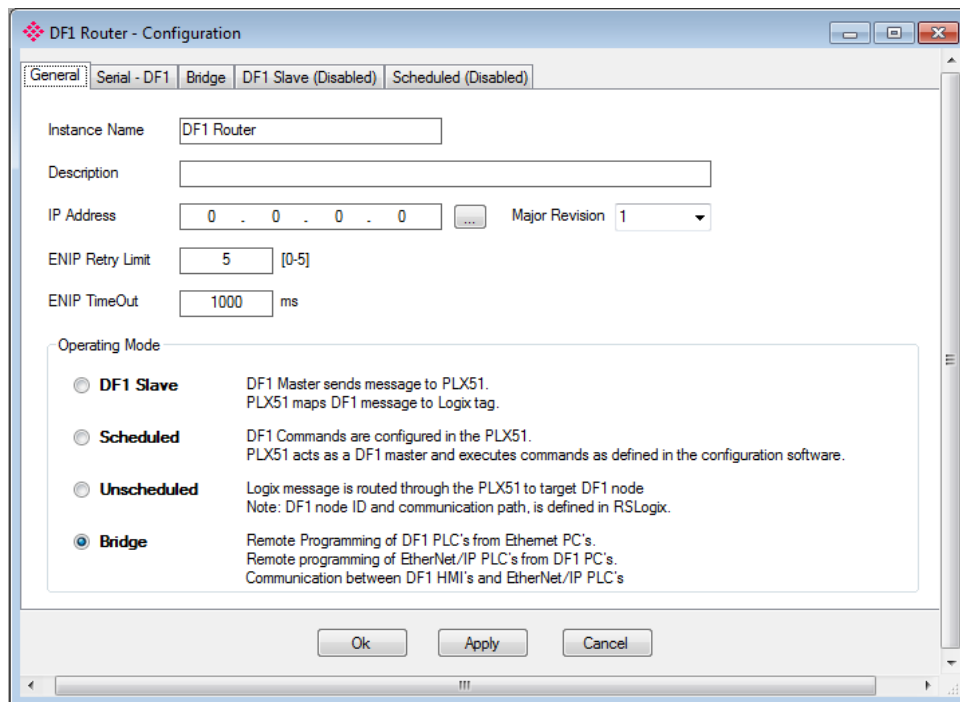 DF1 Router - Configuration
General Serial - DF1 Bridge DF1 Slave (Disabled) Scheduled (Disabled)
Instance Name DF1 Router
Description
IP Address 0 . 0 . 0 . 0 ... Major Revision 1
ENIP Retry Limit 5 [0-5]
ENIP TimeOut 1000 ms
Operating Mode
DF1 Slave DF1 Master sends message to PLX51.
PLX51 maps DF1 message to Logix tag.
Scheduled DF1 Commands are configured in the PLX51.
PLX51 acts as a DF1 master and executes commands as defined in the configuration software.
Unscheduled Logix message is routed through the PLX51 to target DF1 node
Note: DF1 node ID and communication path, is defined in RSLogix.
Bridge Remote Programming of DF1 PLC's from Ethernet PC's.
Remote programming of EtherNet/IP PLC's from DF1 PC's.
Communication between DF1 HMI's and EtherNet/IP PLC's
Ok Apply Cancel